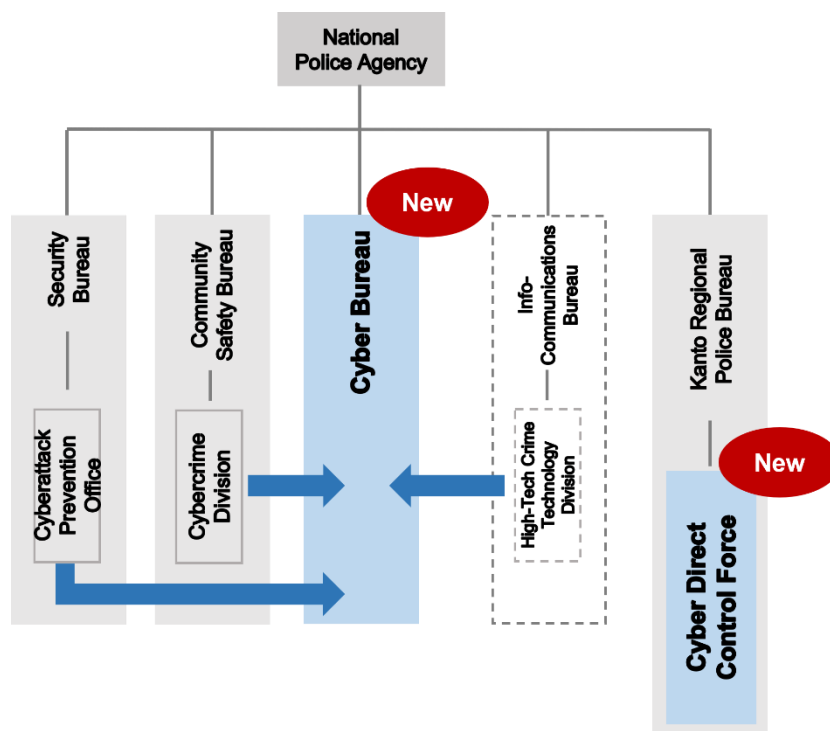 National
Police Agency
New
Security
Bureau
Cyberattack
Prevention
Office
Community
Safety Bureau
Cybercrime
Division
Cyber Bureau
Info-
Communications
Bureau
High-Tech Crime
Technology
Division
Kanto Regional
Police Bureau
New
Cyber Direct
Control Force